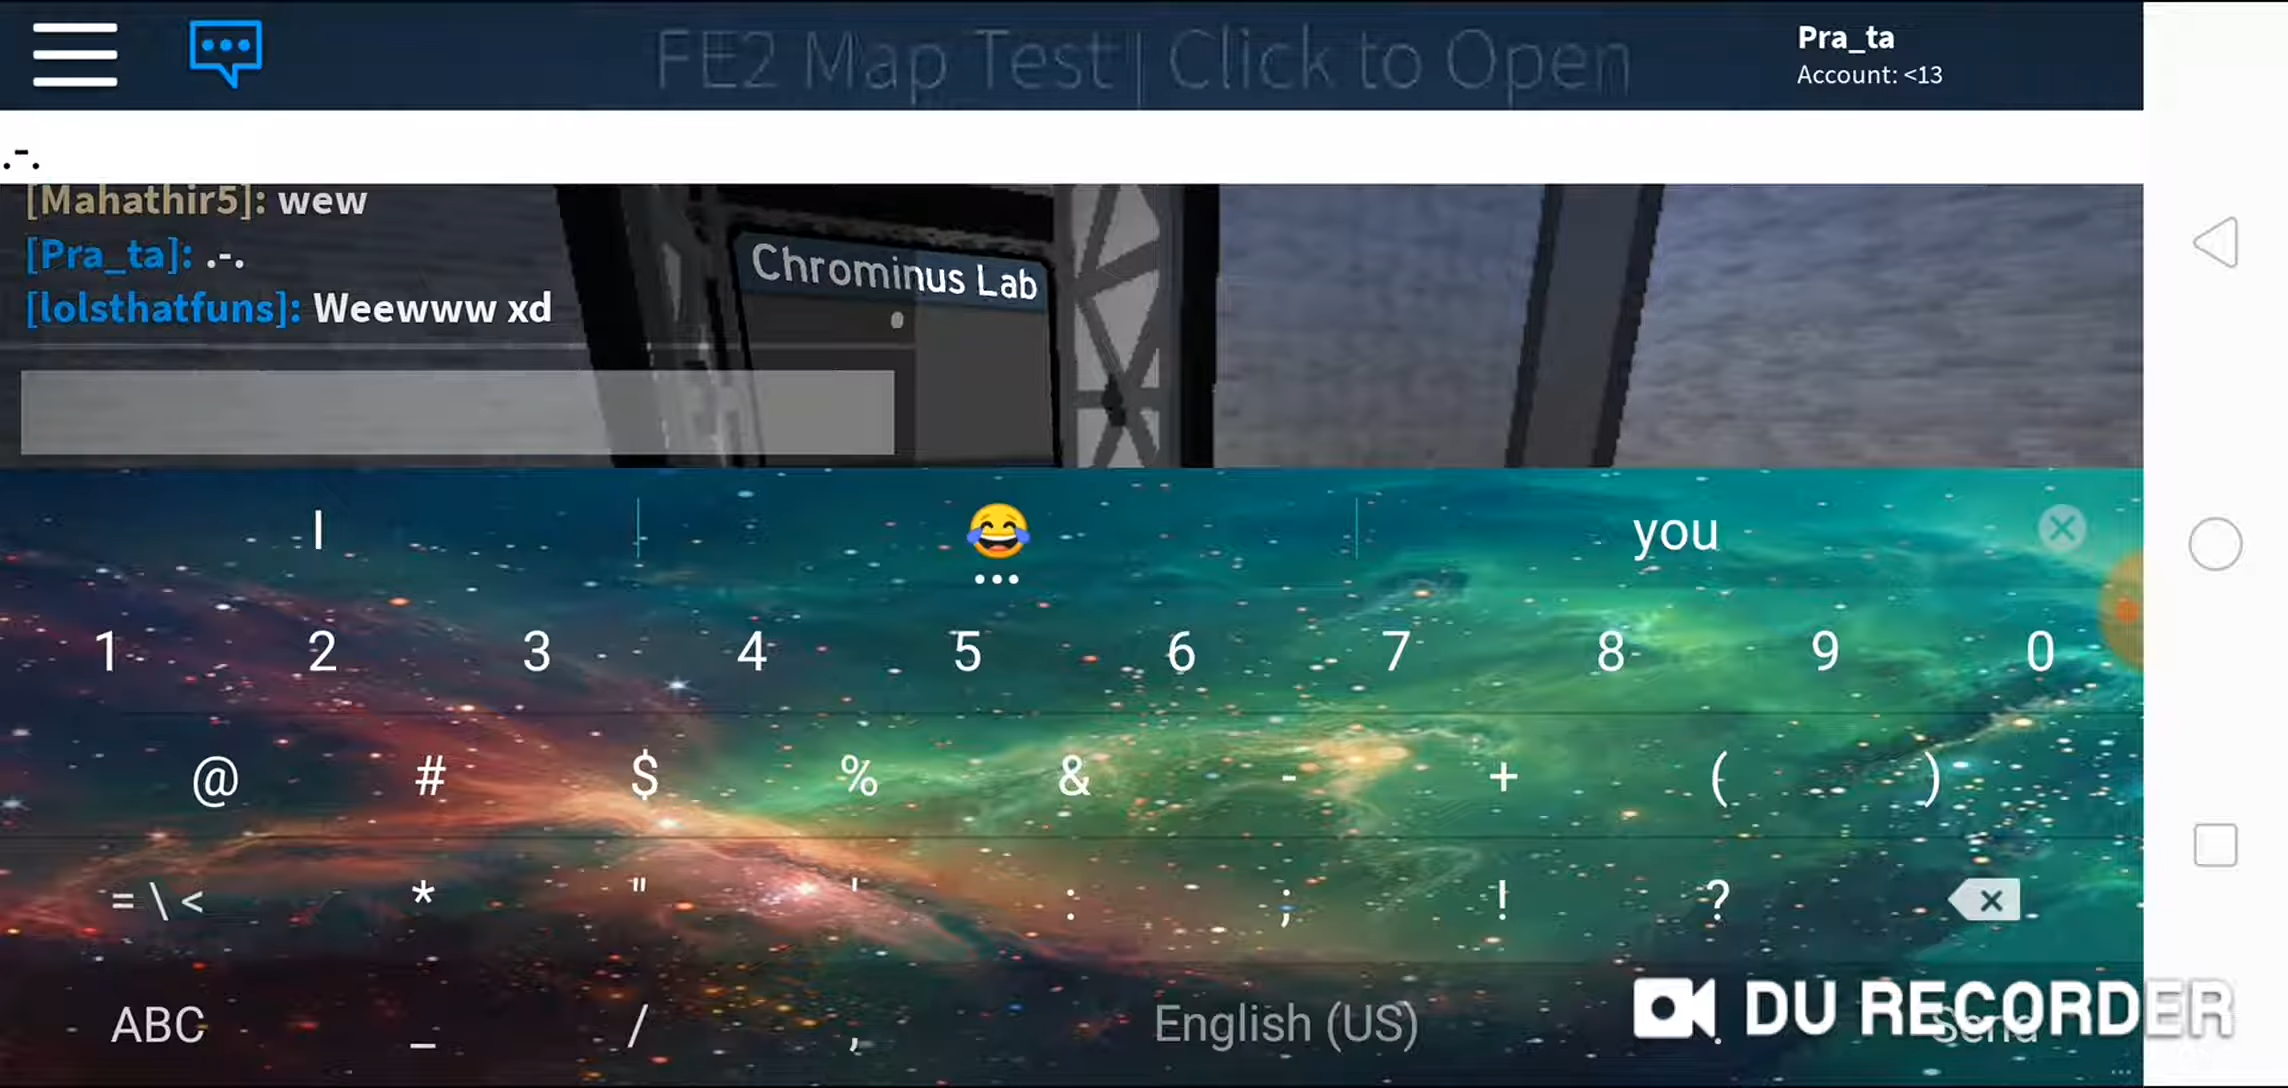 FE2 Map Test | Click to Open
Pra_ta
Account: <13
.-.
[Mahathir5]: wew
[Pra_ta]: .-.
[lolsthatfuns]: Weewww xd
Chrominus Lab
I 😂 you
1 2 3 4 5 6 7 8 9 0
@ # $ % & - + ( )
= \ < * " ' : ; ! ?
ABC _ / , English (US) . Send
DU RECORDER